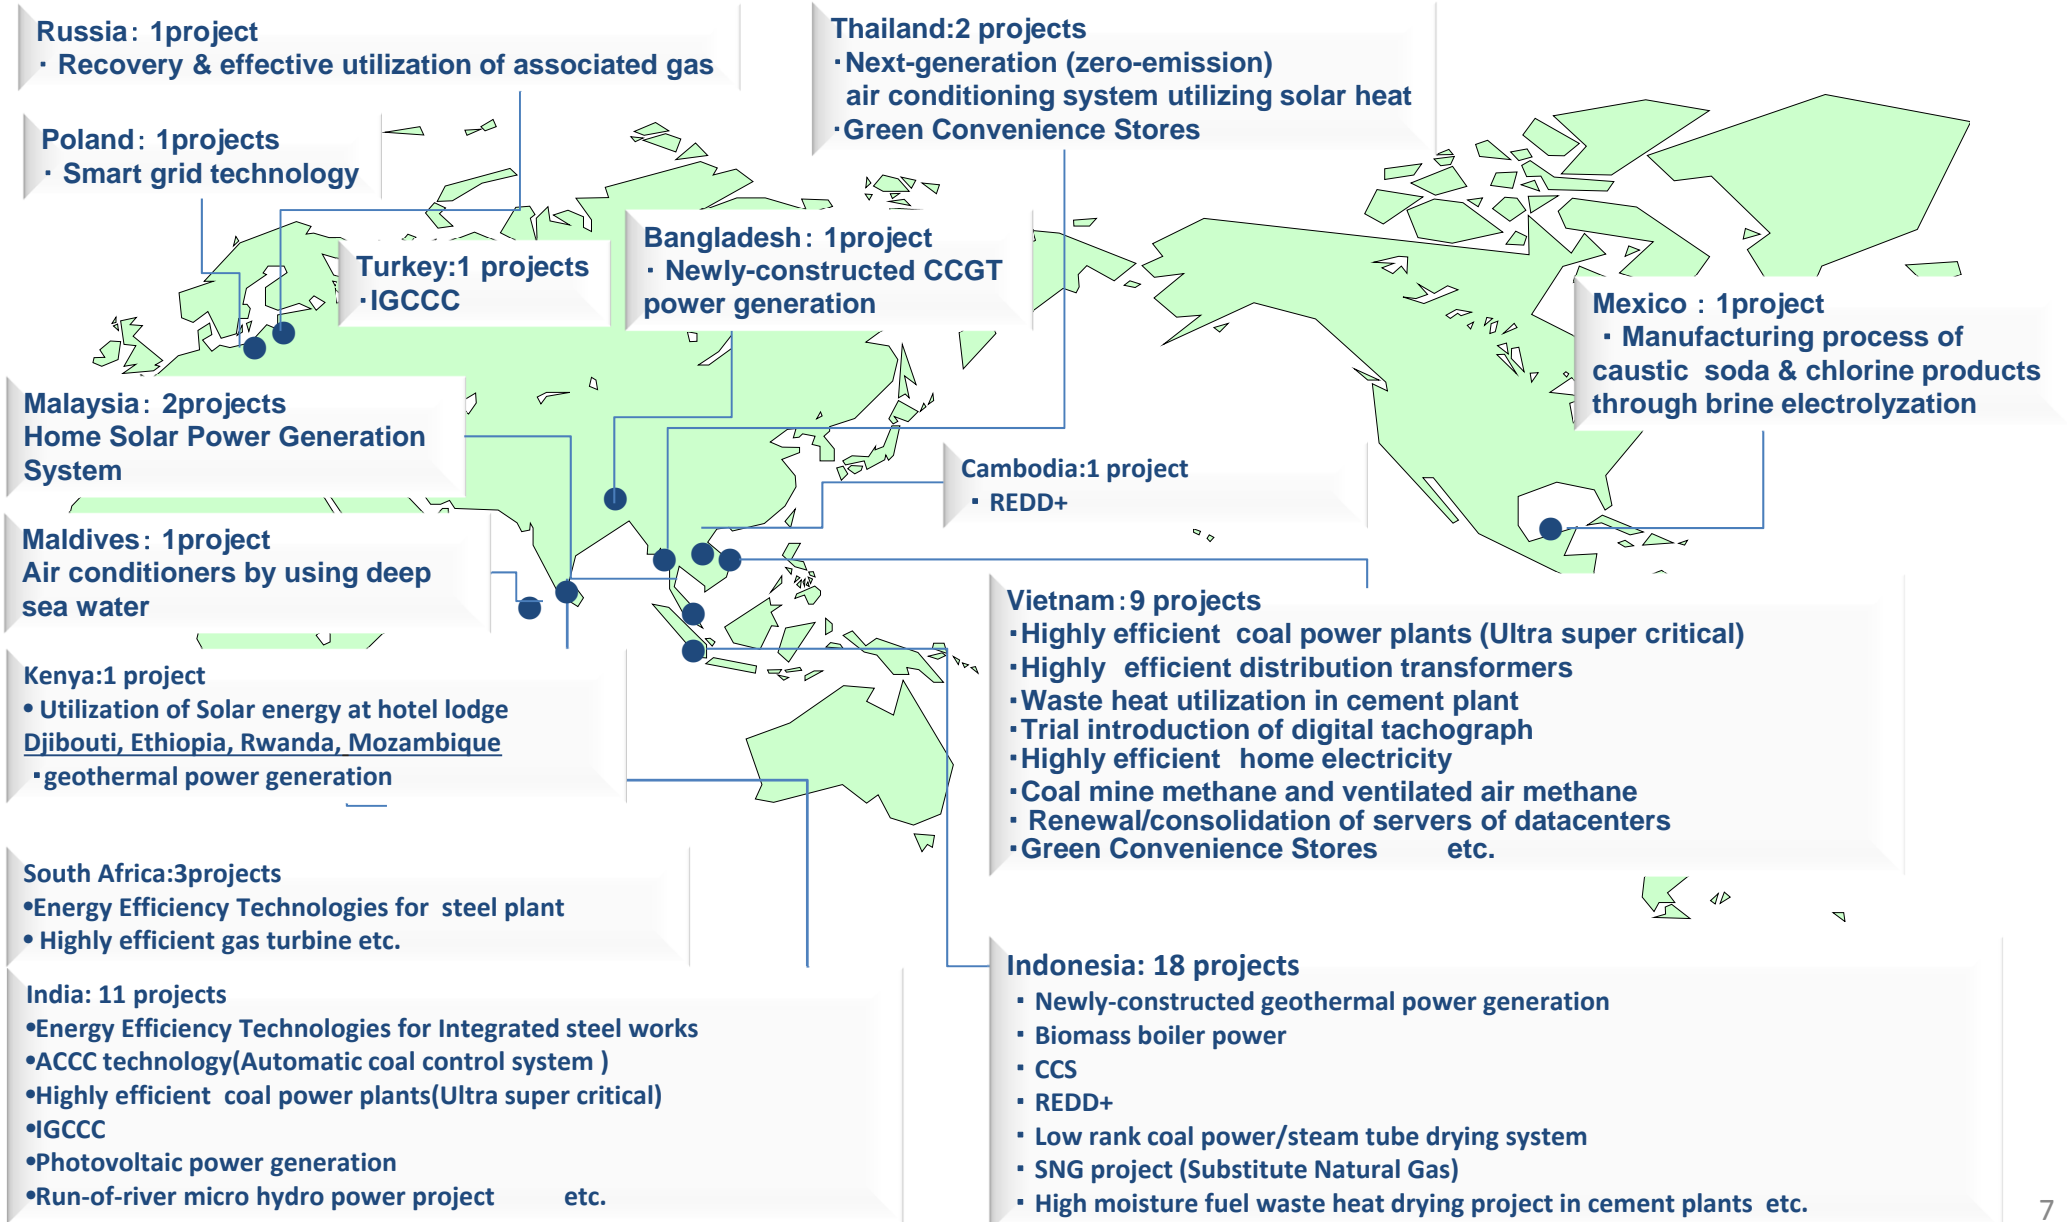 Russia： 1project
・ Recovery & effective utilization of associated gas
Thailand:2 projects
・Next-generation (zero-emission)
air conditioning system utilizing solar heat
・Green Convenience Stores
Poland： 1projects
・ Smart grid technology
Turkey:1 projects
・IGCCC
Bangladesh： 1project
・ Newly-constructed CCGT
power generation
Mexico： 1project
・ Manufacturing process of
caustic soda & chlorine products
through brine electrolyzation
Malaysia： 2projects
Home Solar Power Generation
System
Cambodia:1 project
・ REDD+
Maldives： 1project
Air conditioners by using deep
sea water
Vietnam：9 projects
・Highly efficient coal power plants (Ultra super critical)
・Highly efficient distribution transformers
・Waste heat utilization in cement plant
・Trial introduction of digital tachograph
・Highly efficient home electricity
・Coal mine methane and ventilated air methane
・ Renewal/consolidation of servers of datacenters
・Green Convenience Stores etc.
Kenya:1 project
• Utilization of Solar energy at hotel lodge
Djibouti, Ethiopia, Rwanda, Mozambique
・geothermal power generation
South Africa:3projects
•Energy Efficiency Technologies for steel plant
• Highly efficient gas turbine etc.
India: 11 projects
•Energy Efficiency Technologies for Integrated steel works
•ACCC technology(Automatic coal control system )
•Highly efficient coal power plants(Ultra super critical)
•IGCCC
•Photovoltaic power generation
•Run-of-river micro hydro power project etc.
Indonesia: 18 projects
・ Newly-constructed geothermal power generation
・ Biomass boiler power
・ CCS
・ REDD+
・ Low rank coal power/steam tube drying system
・ SNG project (Substitute Natural Gas)
・ High moisture fuel waste heat drying project in cement plants etc.
7